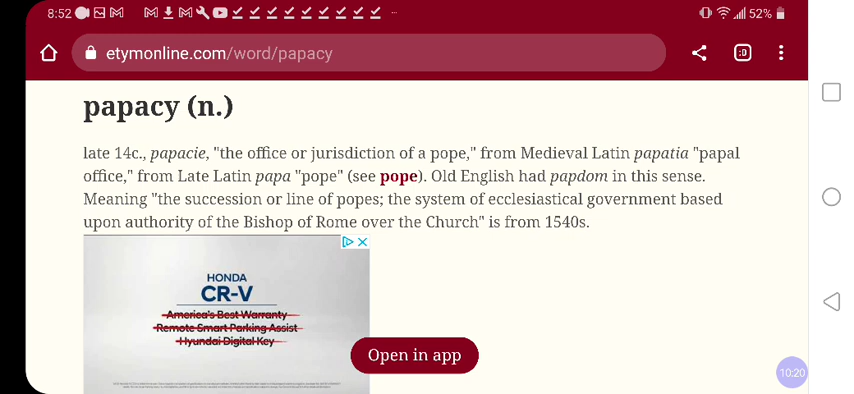 8:52 52%
etymonline.com/word/papacy :D
papacy (n.)
late 14c., papacie, "the office or jurisdiction of a pope," from Medieval Latin papatia "papal
office," from Late Latin papa "pope" (see pope). Old English had papdom in this sense.
Meaning "the succession or line of popes; the system of ecclesiastical government based
upon authority of the Bishop of Rome over the Church" is from 1540s.
HONDA
CR-V
America's Best Warranty
Remote Smart Parking Assist
Hyundai Digital Key
Open in app
10:20